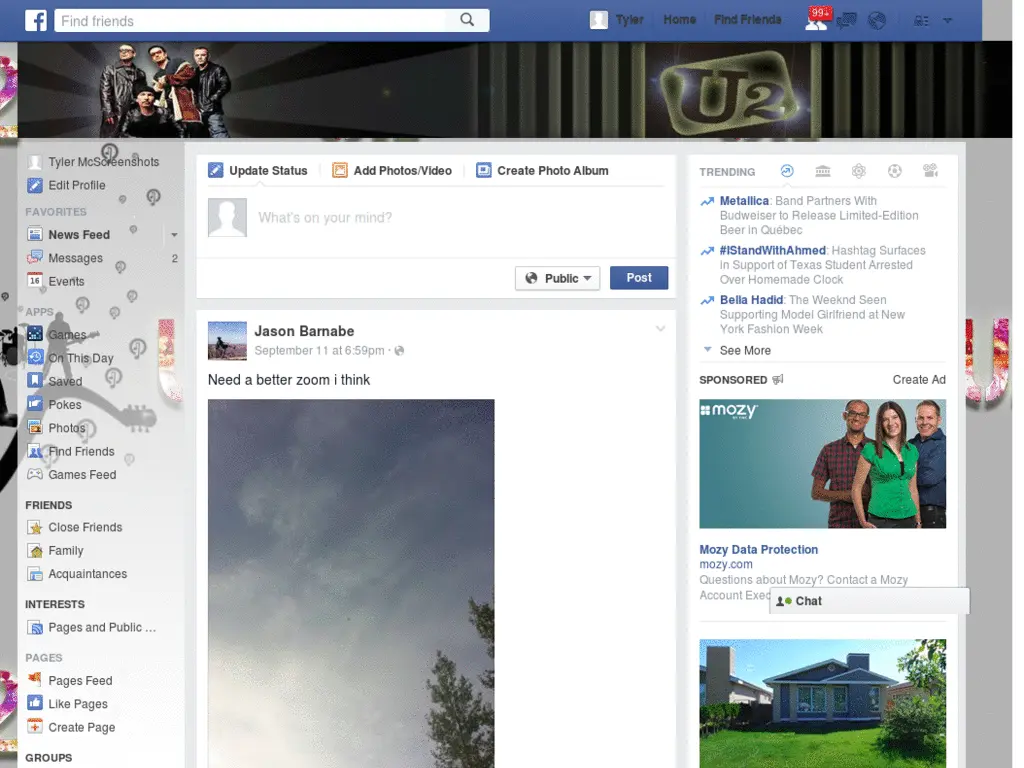 Find friends
Tyler
Home
Find Friends
99+
U2
Tyler McScreenshots
Edit Profile
FAVORITES
News Feed
Messages 2
16 Events
APPS
Games
On This Day
Saved
Pokes
Photos
Find Friends
Games Feed
FRIENDS
Close Friends
Family
Acquaintances
INTERESTS
Pages and Public ...
PAGES
Pages Feed
Like Pages
Create Page
GROUPS
Update Status
Add Photos/Video
Create Photo Album
What's on your mind?
Public
Post
Jason Barnabe
September 11 at 6:59pm ·
Need a better zoom i think
TRENDING
Metallica: Band Partners With
Budweiser to Release Limited-Edition
Beer in Québec
#IStandWithAhmed: Hashtag Surfaces
in Support of Texas Student Arrested
Over Homemade Clock
Bella Hadid: The Weeknd Seen
Supporting Model Girlfriend at New
York Fashion Week
See More
SPONSORED
Create Ad
mozy
Mozy Data Protection
mozy.com
Questions about Mozy? Contact a Mozy
Account Exec
Chat